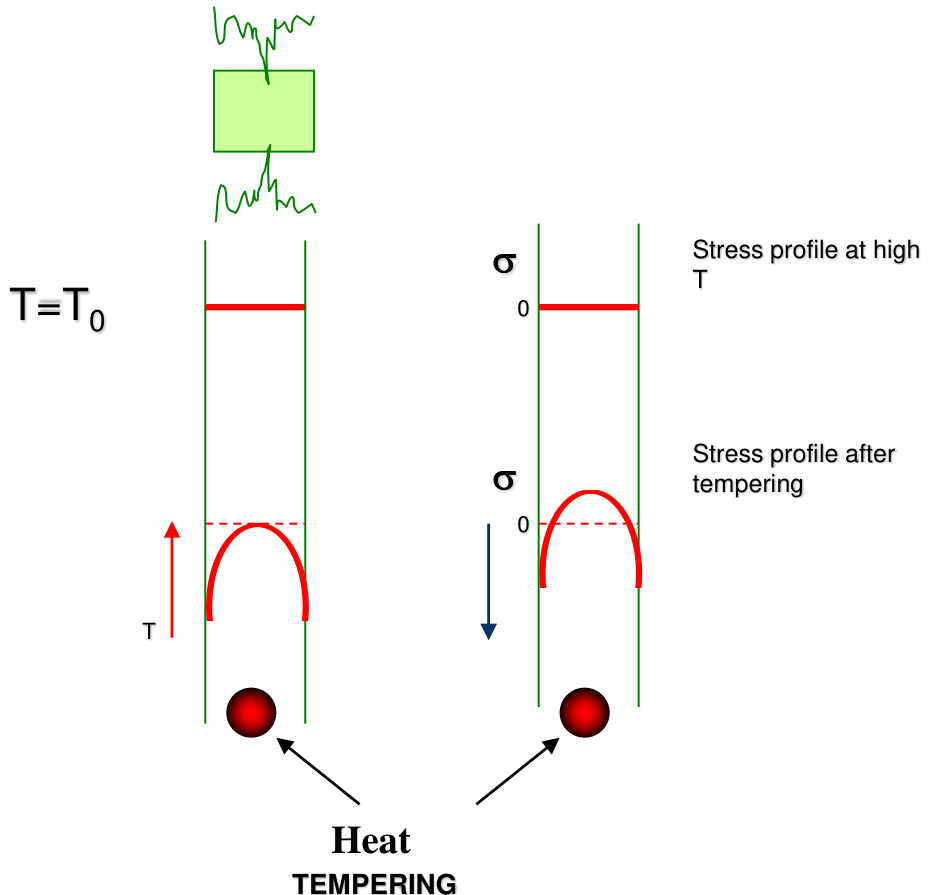 σ
Stress profile at high
T
T=T0
0
Stress profile after
tempering
σ
0
T
Heat
TEMPERING